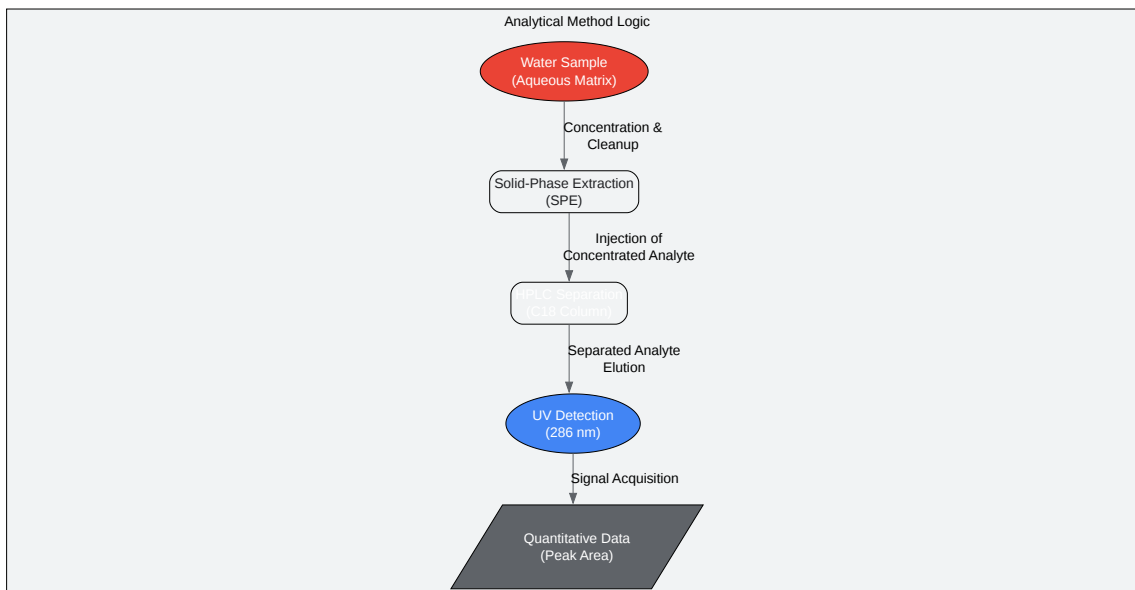 Analytical Method Logic
Water Sample
(Aqueous Matrix)
Concentration &
Cleanup
Solid-Phase Extraction
(SPE)
Injection of
Concentrated Analyte
HPLC Separation
(C18 Column)
Separated Analyte
Elution
UV Detection
(286 nm)
Signal Acquisition
Quantitative Data
(Peak Area)